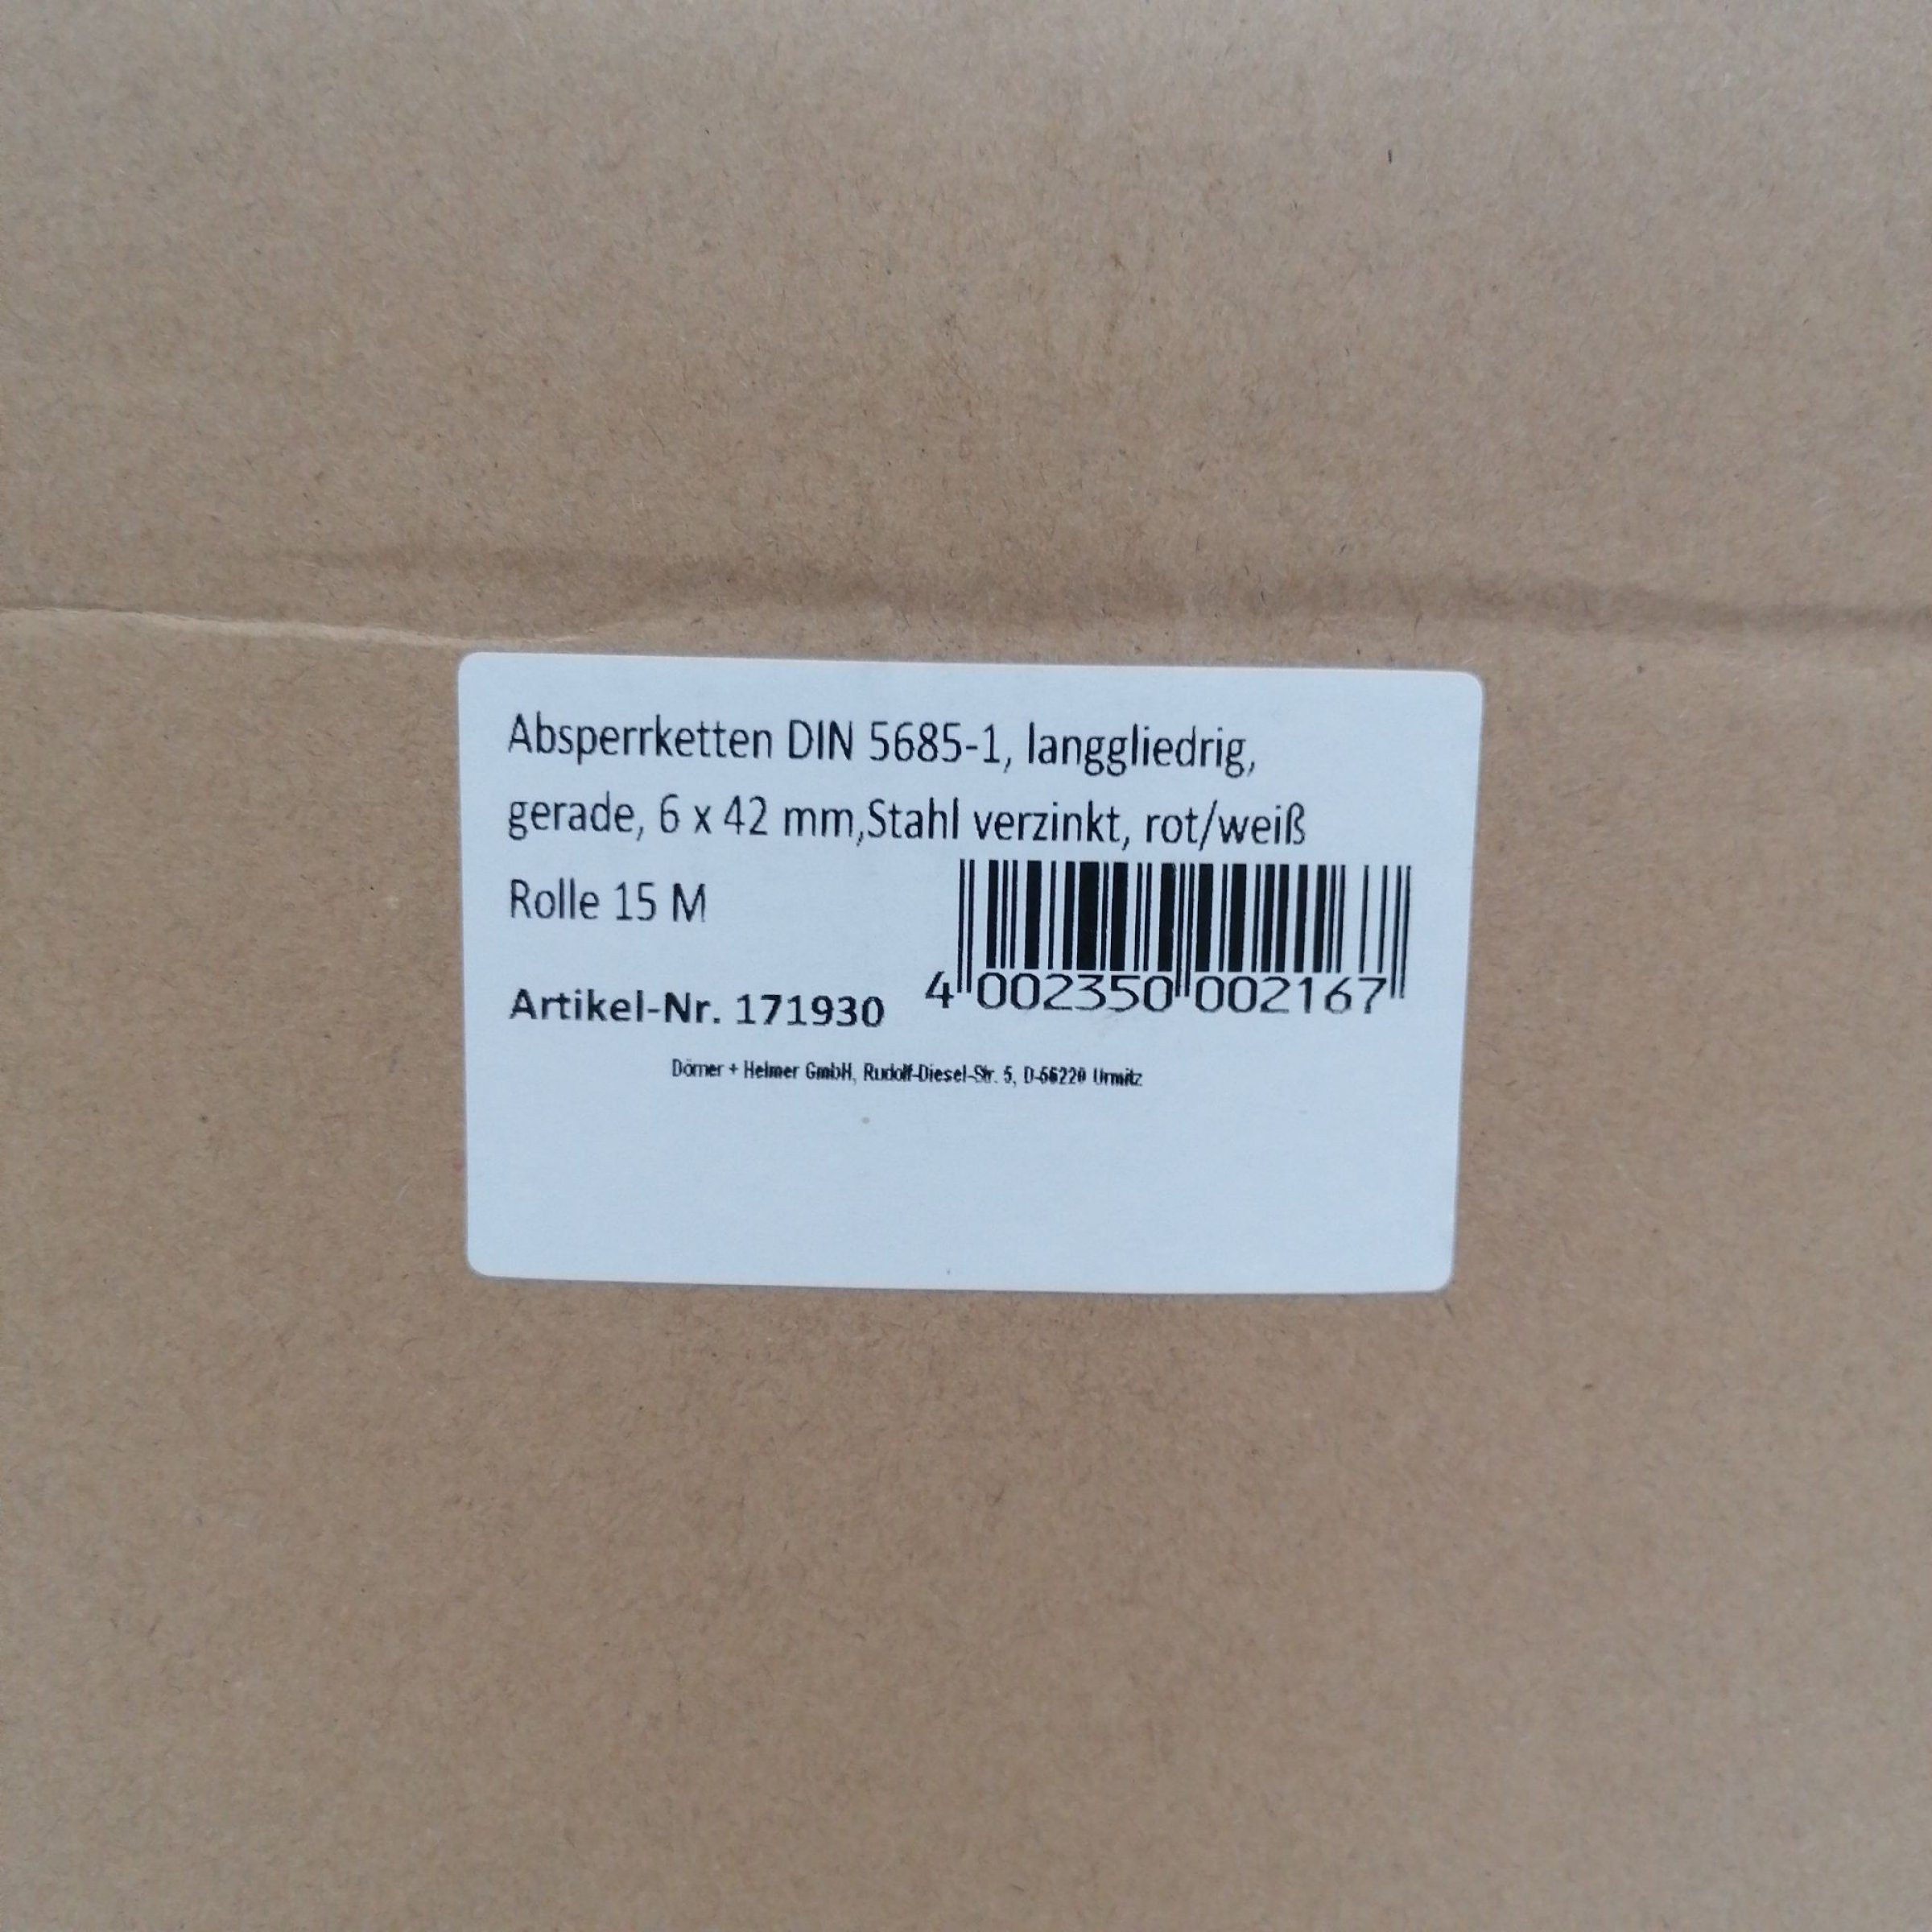 Absperrketten DIN 5685-1, langgliedrig,
gerade, 6 x 42 mm,Stahl verzinkt, rot/weiß
Rolle 15 M
4 002350 002167
Artikel-Nr. 171930
Dörner + Helmer GmbH, Rudolf-Diesel-Str. 5, D-56220 Urmitz